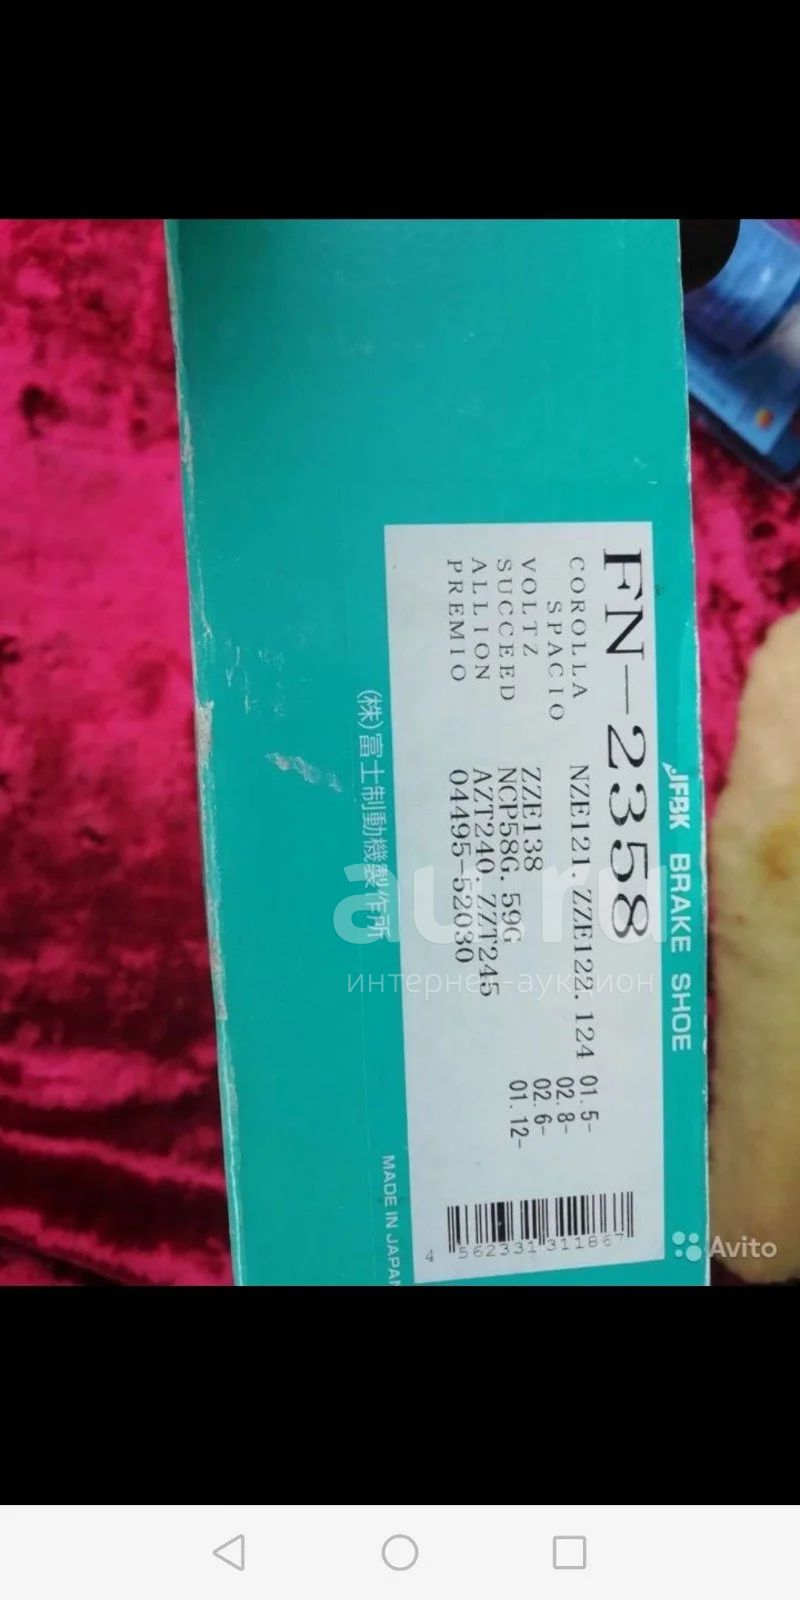 JFBK BRAKE SHOE
FN-2358
COROLLA NZE121. ZZE122. 124 01. 5-
SPACIO 02. 8-
VOLTZ ZZE138 02. 6-
SUCCEED NCP58G. 59G 01. 12-
ALLION AZT240. ZZT245
PREMIO 04495-52030
4 562331 311867
(株)富士制動機製作所
MADE IN JAPAN
au.ru
интернет-аукцион
Avito